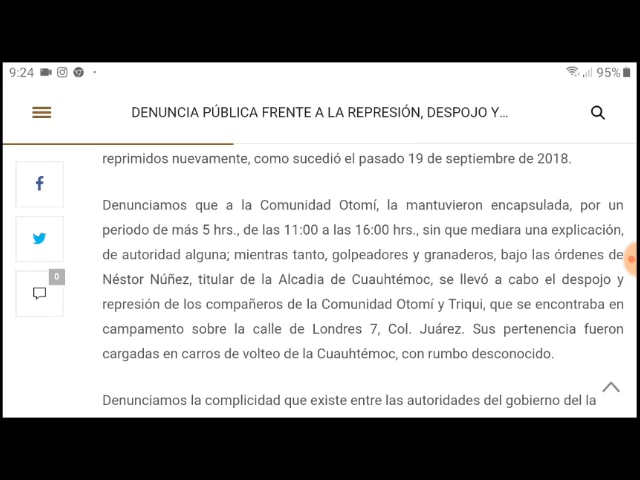 9:24
95%
DENUNCIA PÚBLICA FRENTE A LA REPRESIÓN, DESPOJO Y...
reprimidos nuevamente, como sucedió el pasado 19 de septiembre de 2018.
Denunciamos que a la Comunidad Otomí, la mantuvieron encapsulada, por un
periodo de más 5 hrs., de las 11:00 a las 16:00 hrs., sin que mediara una explicación,
de autoridad alguna; mientras tanto, golpeadores y granaderos, bajo las órdenes de
Néstor Núñez, titular de la Alcadia de Cuauhtémoc, se llevó a cabo el despojo y
represión de los compañeros de la Comunidad Otomí y Triqui, que se encontraba en
campamento sobre la calle de Londres 7, Col. Juárez. Sus pertenencia fueron
cargadas en carros de volteo de la Cuauhtémoc, con rumbo desconocido.
Denunciamos la complicidad que existe entre las autoridades del gobierno del la
f
0